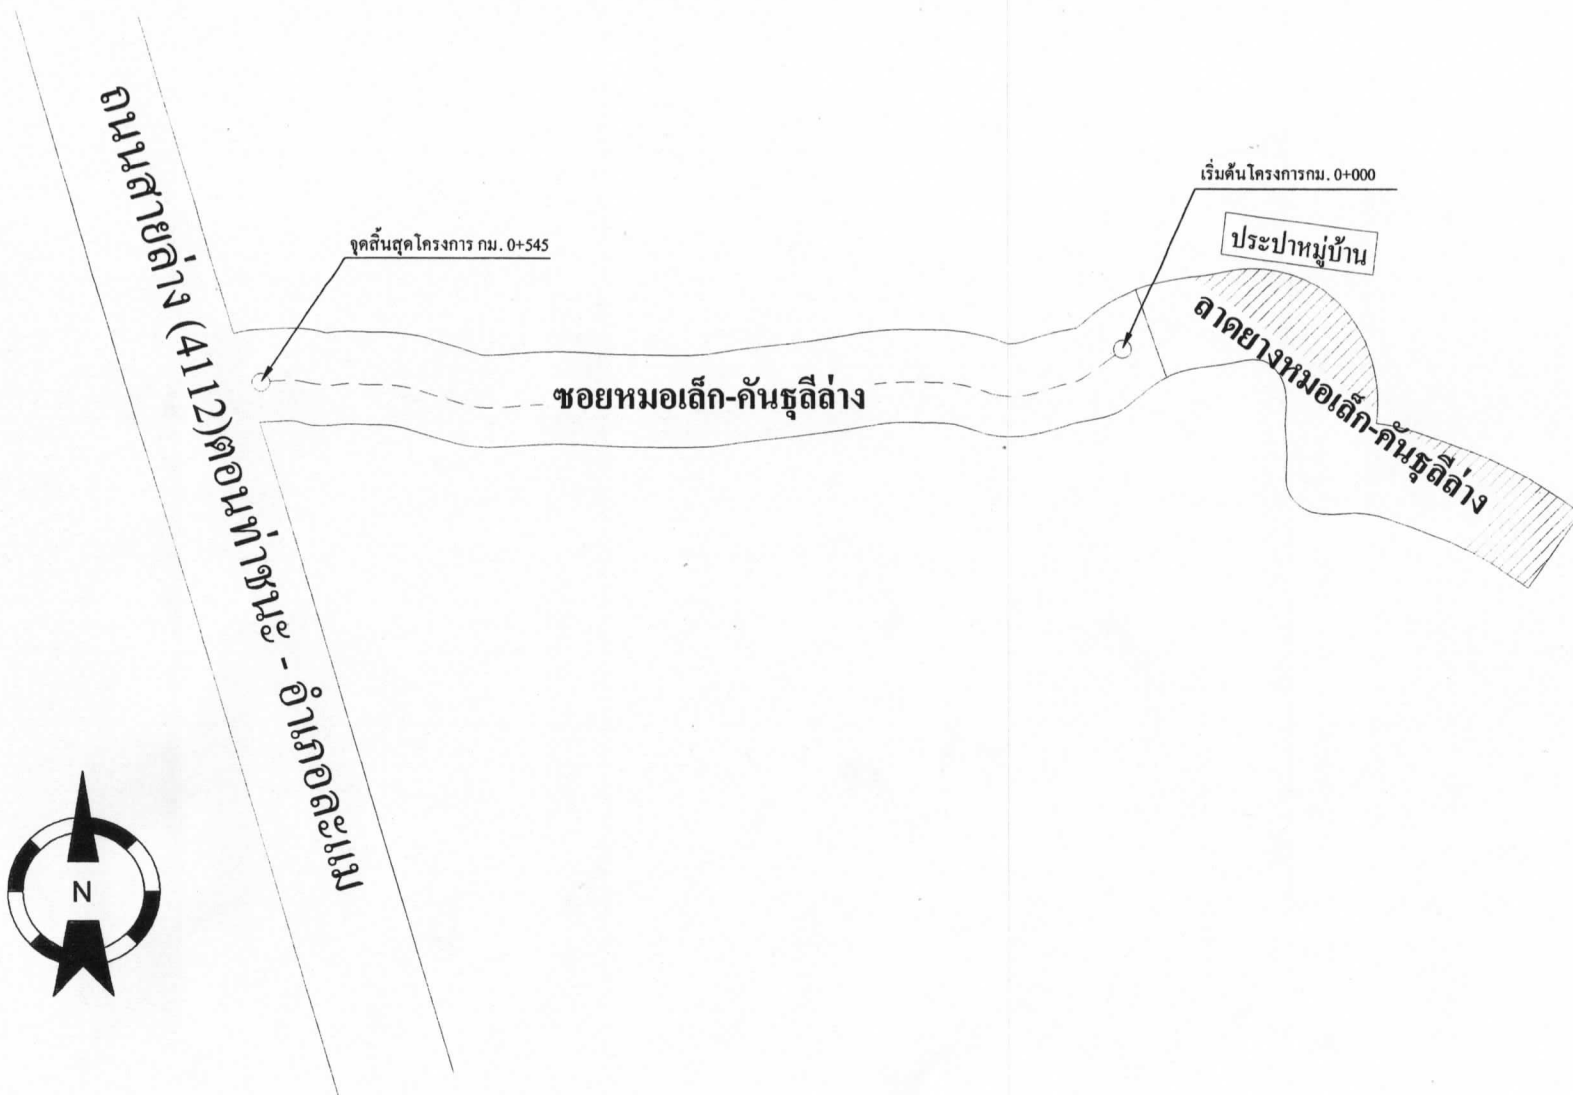 ถนนสายล่าง (4112)ตอนท่าชนะ - อำเภอละแม
จุดสิ้นสุดโครงการ กม. 0+545
เริ่มต้นโครงการกม. 0+000
ประปาหมู่บ้าน
ลาดยางหมอเล็ก-คันธุลีล่าง
ซอยหมอเล็ก-คันธุลีล่าง
N